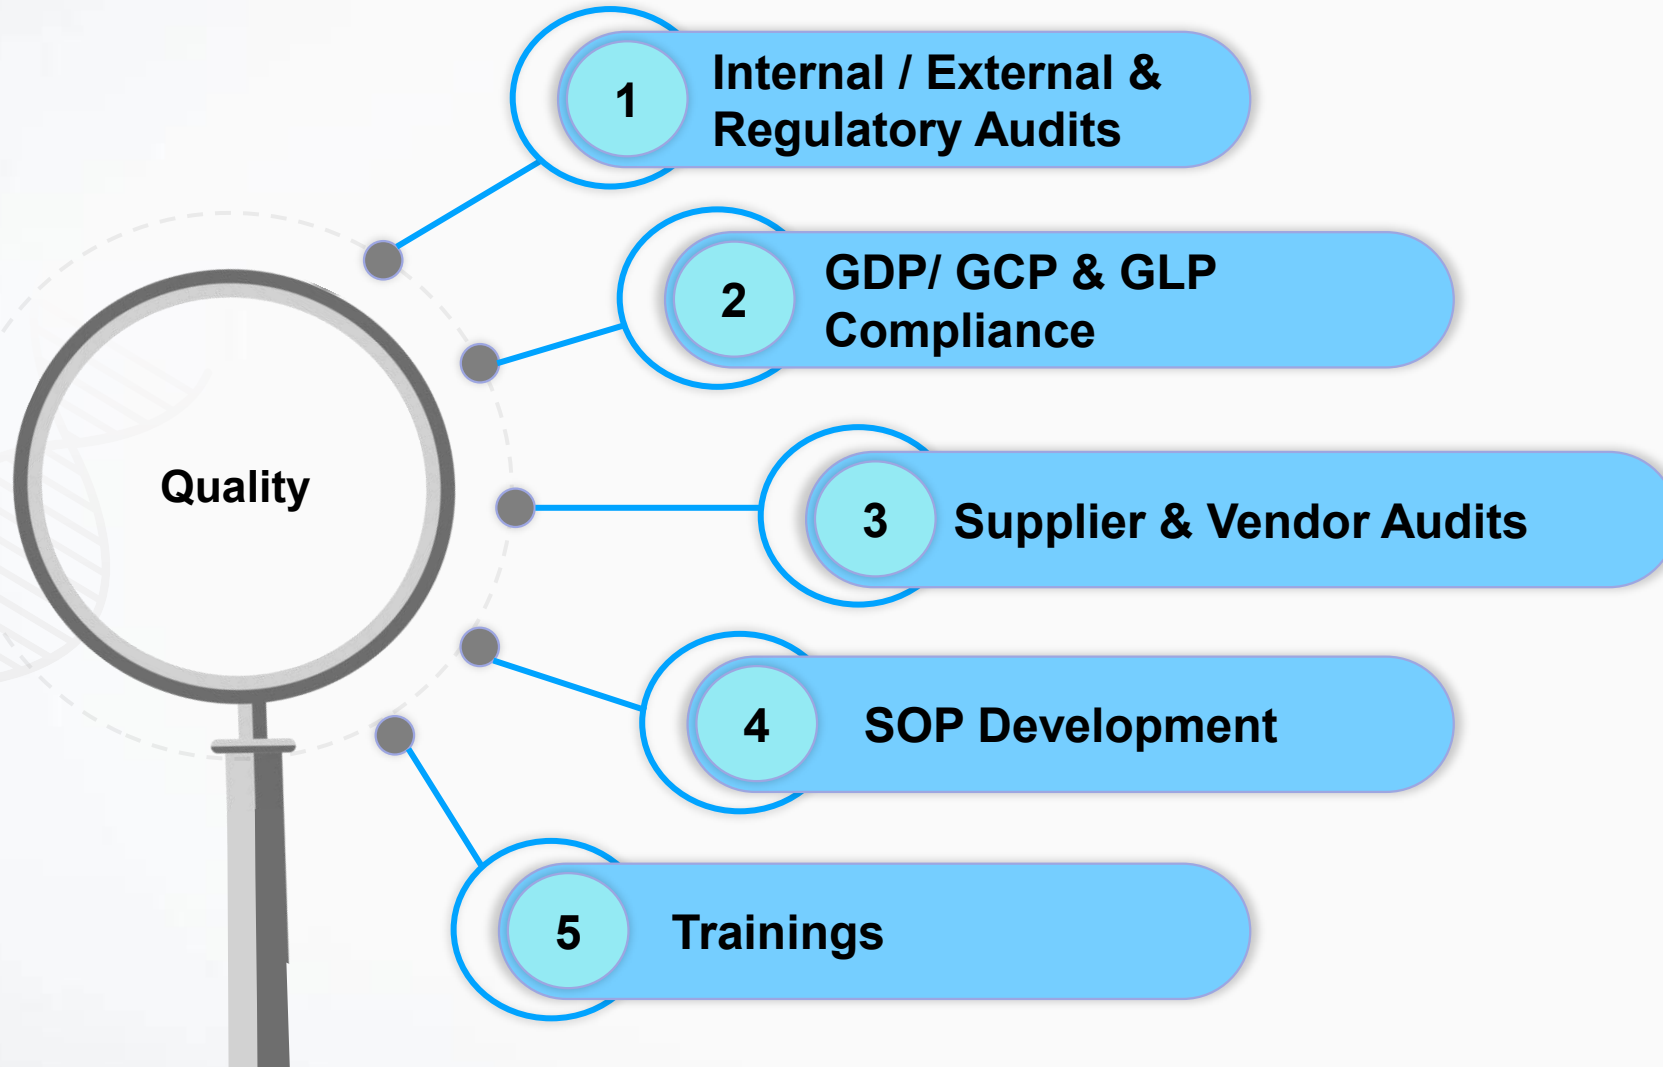 1
Internal / External &
Regulatory Audits
2
GDP/ GCP & GLP
Compliance
Quality
3
Supplier & Vendor Audits
4
SOP Development
5
Trainings